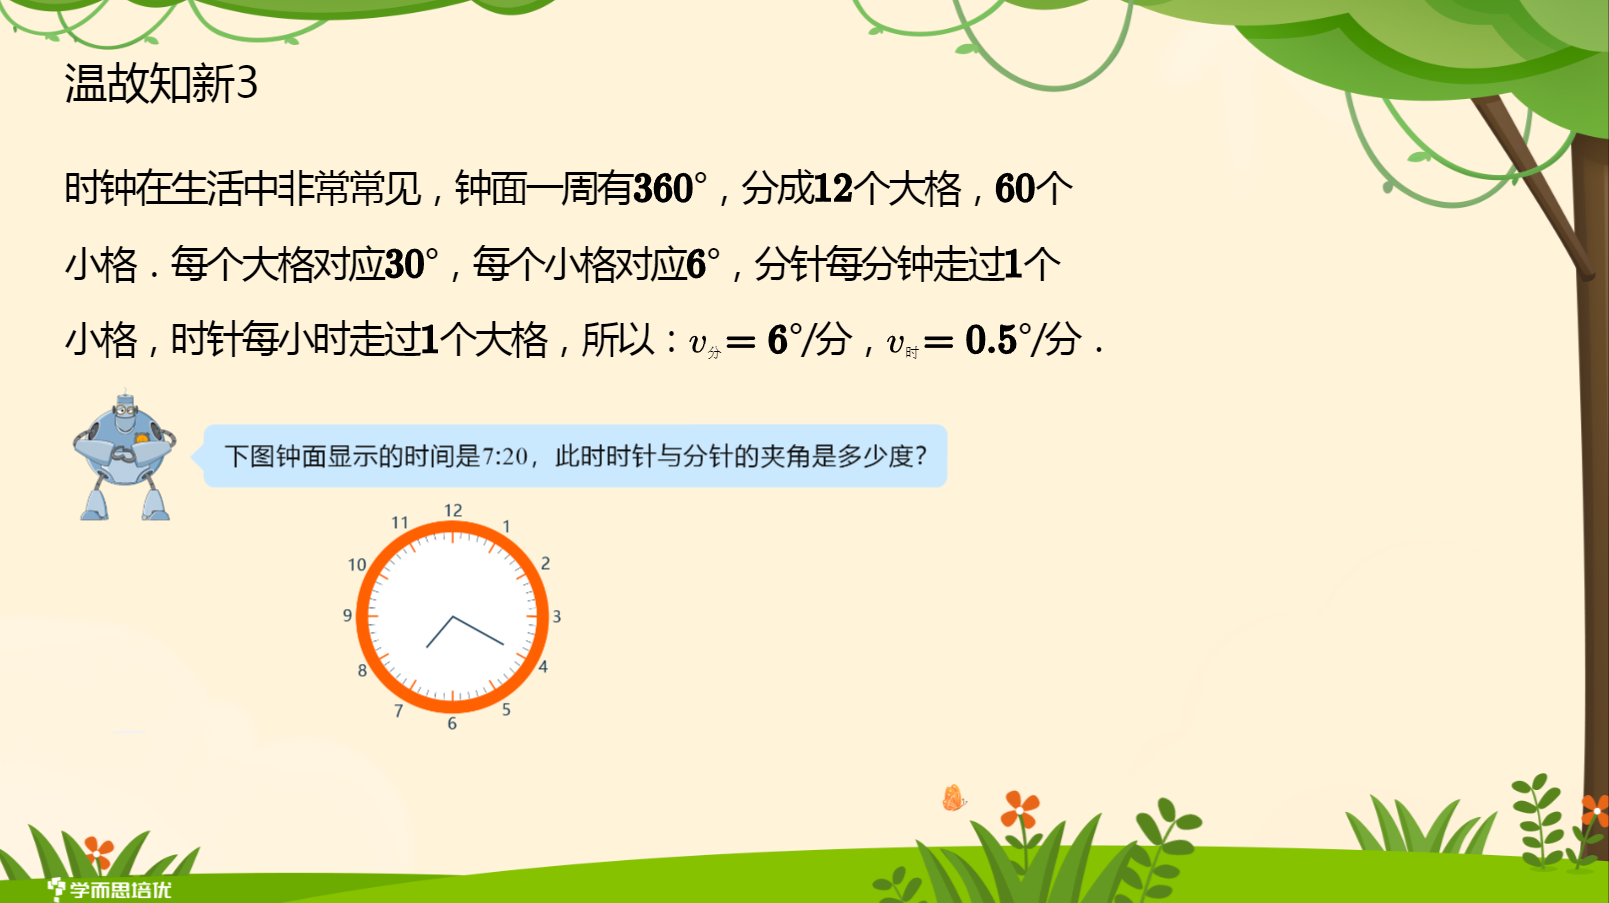 温故知新3
时钟在生活中非常常见，钟面一周有360°，分成12个大格，60个
小格．每个大格对应30°，每个小格对应6°，分针每分钟走过1个
小格，时针每小时走过1个大格，所以：v分＝6°/分，v时＝0.5°/分．
下图钟面显示的时间是7:20，此时时针与分针的夹角是多少度？
12
11
1
10
2
9
3
8
4
7
5
6
学而思培优